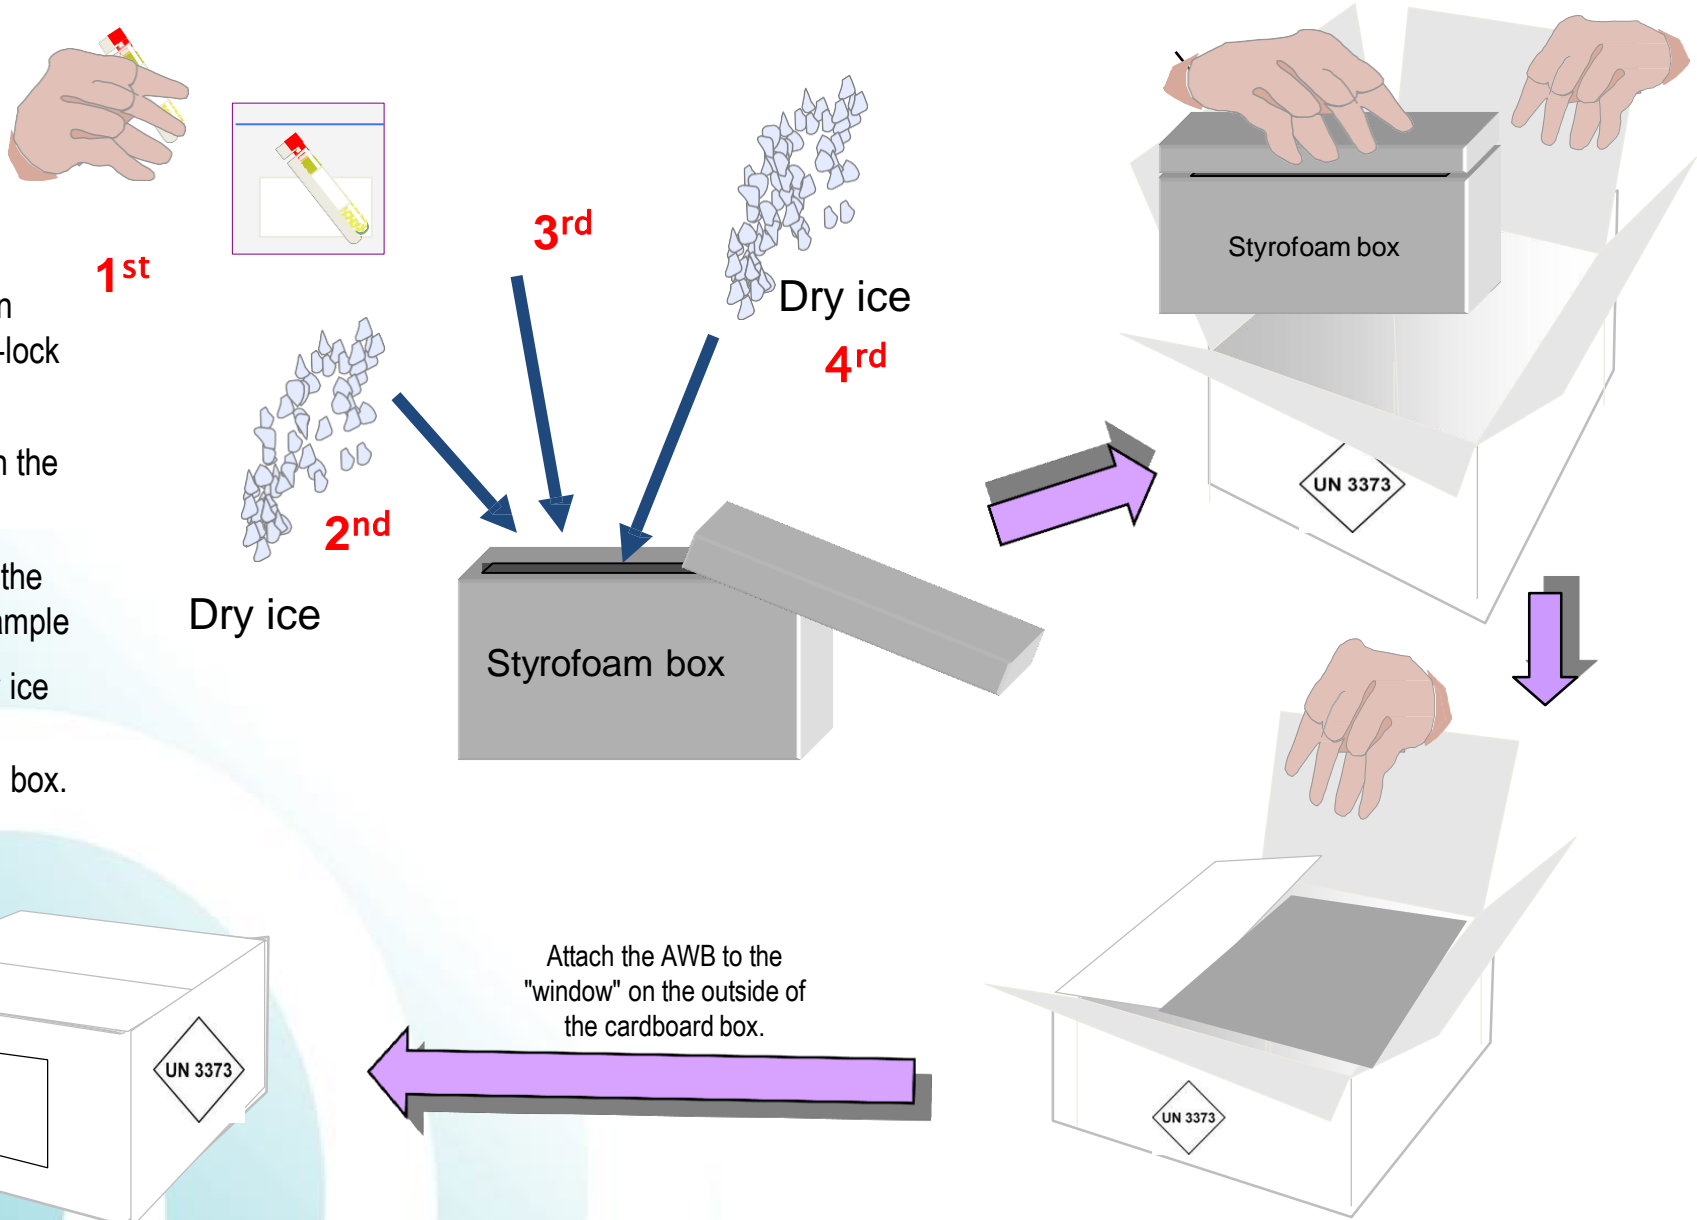 1st
n
-lock
n the
the
ample
ice
box.
2nd
Dry ice
3rd
Dry ice
4rd
Styrofoam box
Styrofoam box
UN 3373
UN 3373
Attach the AWB to the
"window" on the outside of
the cardboard box.
UN 3373